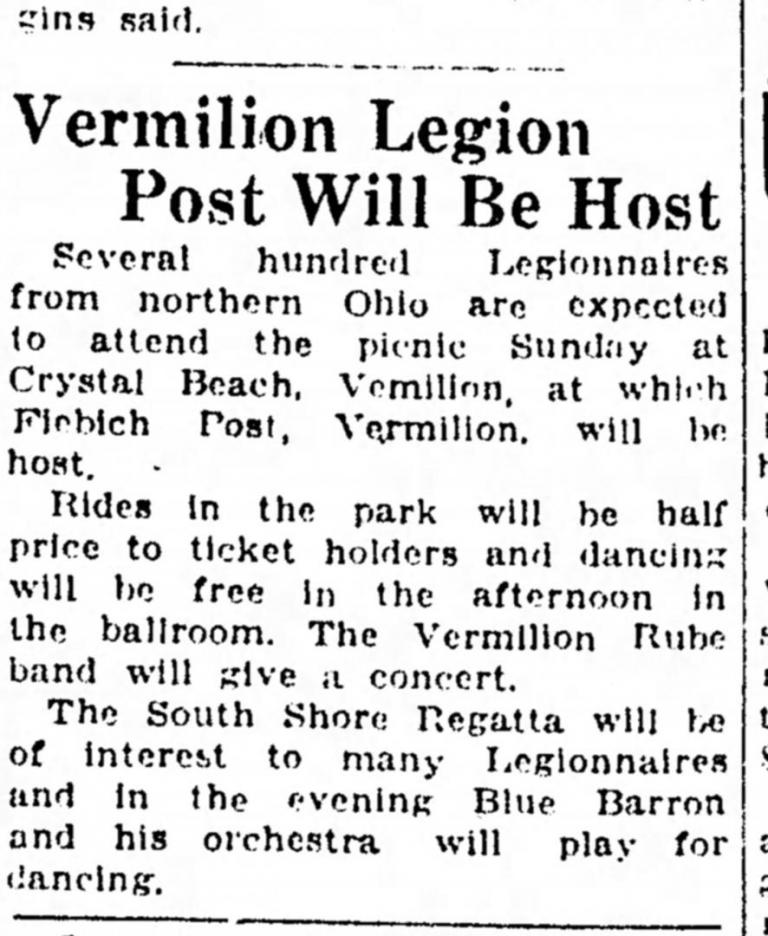 gins said.
Vermilion Legion
Post Will Be Host
Several hundred Legionnaires
from northern Ohio are expected
to attend the picnic Sunday at
Crystal Beach, Vemilion, at which
Fiebich Post, Vermilion, will be
host.
Rides in the park will be half
price to ticket holders and dancing
will be free in the afternoon in
the ballroom. The Vermilion Rube
band will give a concert.
The South Shore Regatta will be
of interest to many Legionnaires
and in the evening Blue Barron
and his orchestra will play for
dancing.